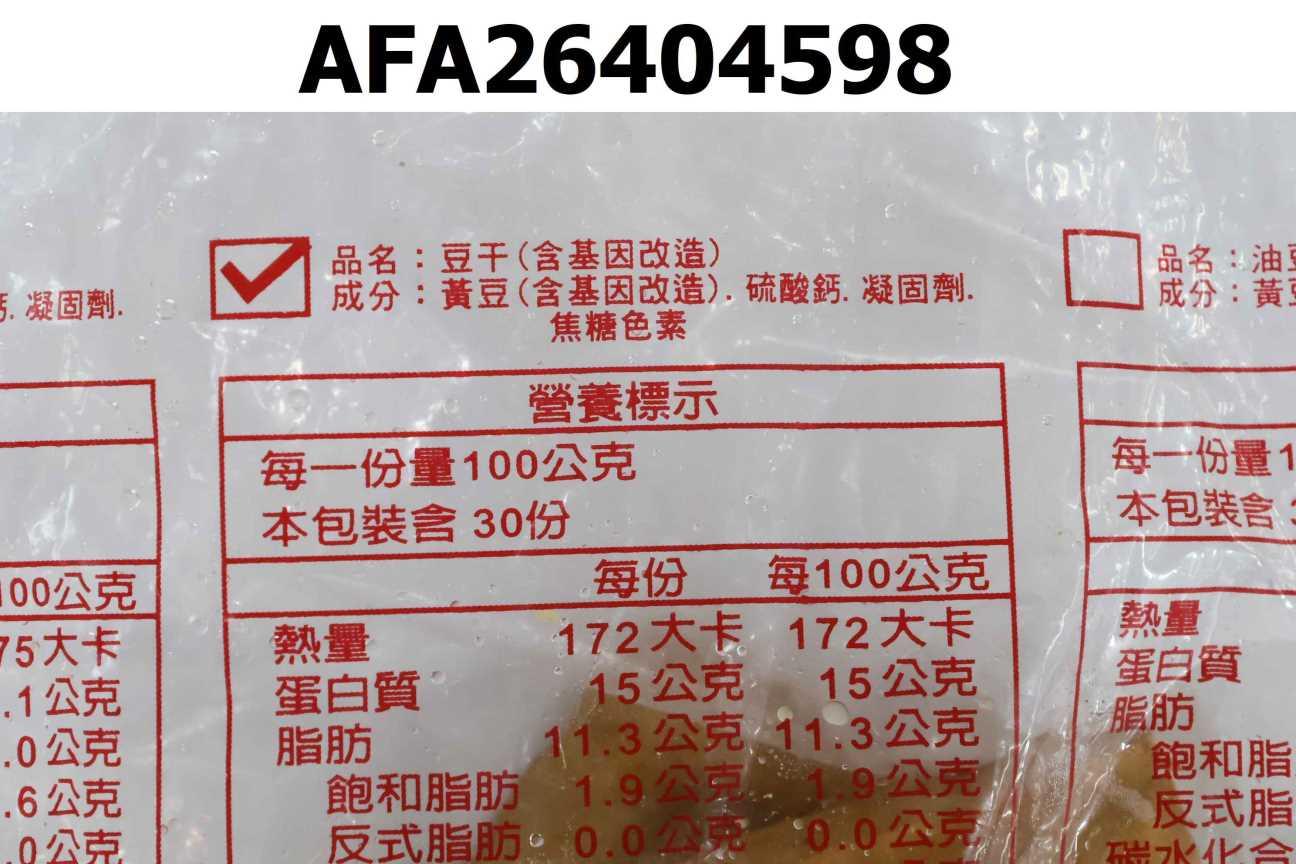 AFA26404598
凝固劑.
品名：豆干(含基因改造)
成分：黃豆(含基因改造). 硫酸鈣. 凝固劑.
焦糖色素
品名：油
成分：黃
營養標示
每一份量100公克
本包裝含 30份
每份 每100公克
熱量 172大卡 172大卡
蛋白質 15公克 15公克
脂肪 11.3公克 11.3公克
飽和脂肪 1.9公克 1.9公克
反式脂肪 0.0公克 0.0公克
100公克
75大卡
.1公克
.0公克
.6公克
.0公克
每一份量1
本包裝含
熱量
蛋白質
脂肪
飽和脂
反式脂
碳水化合